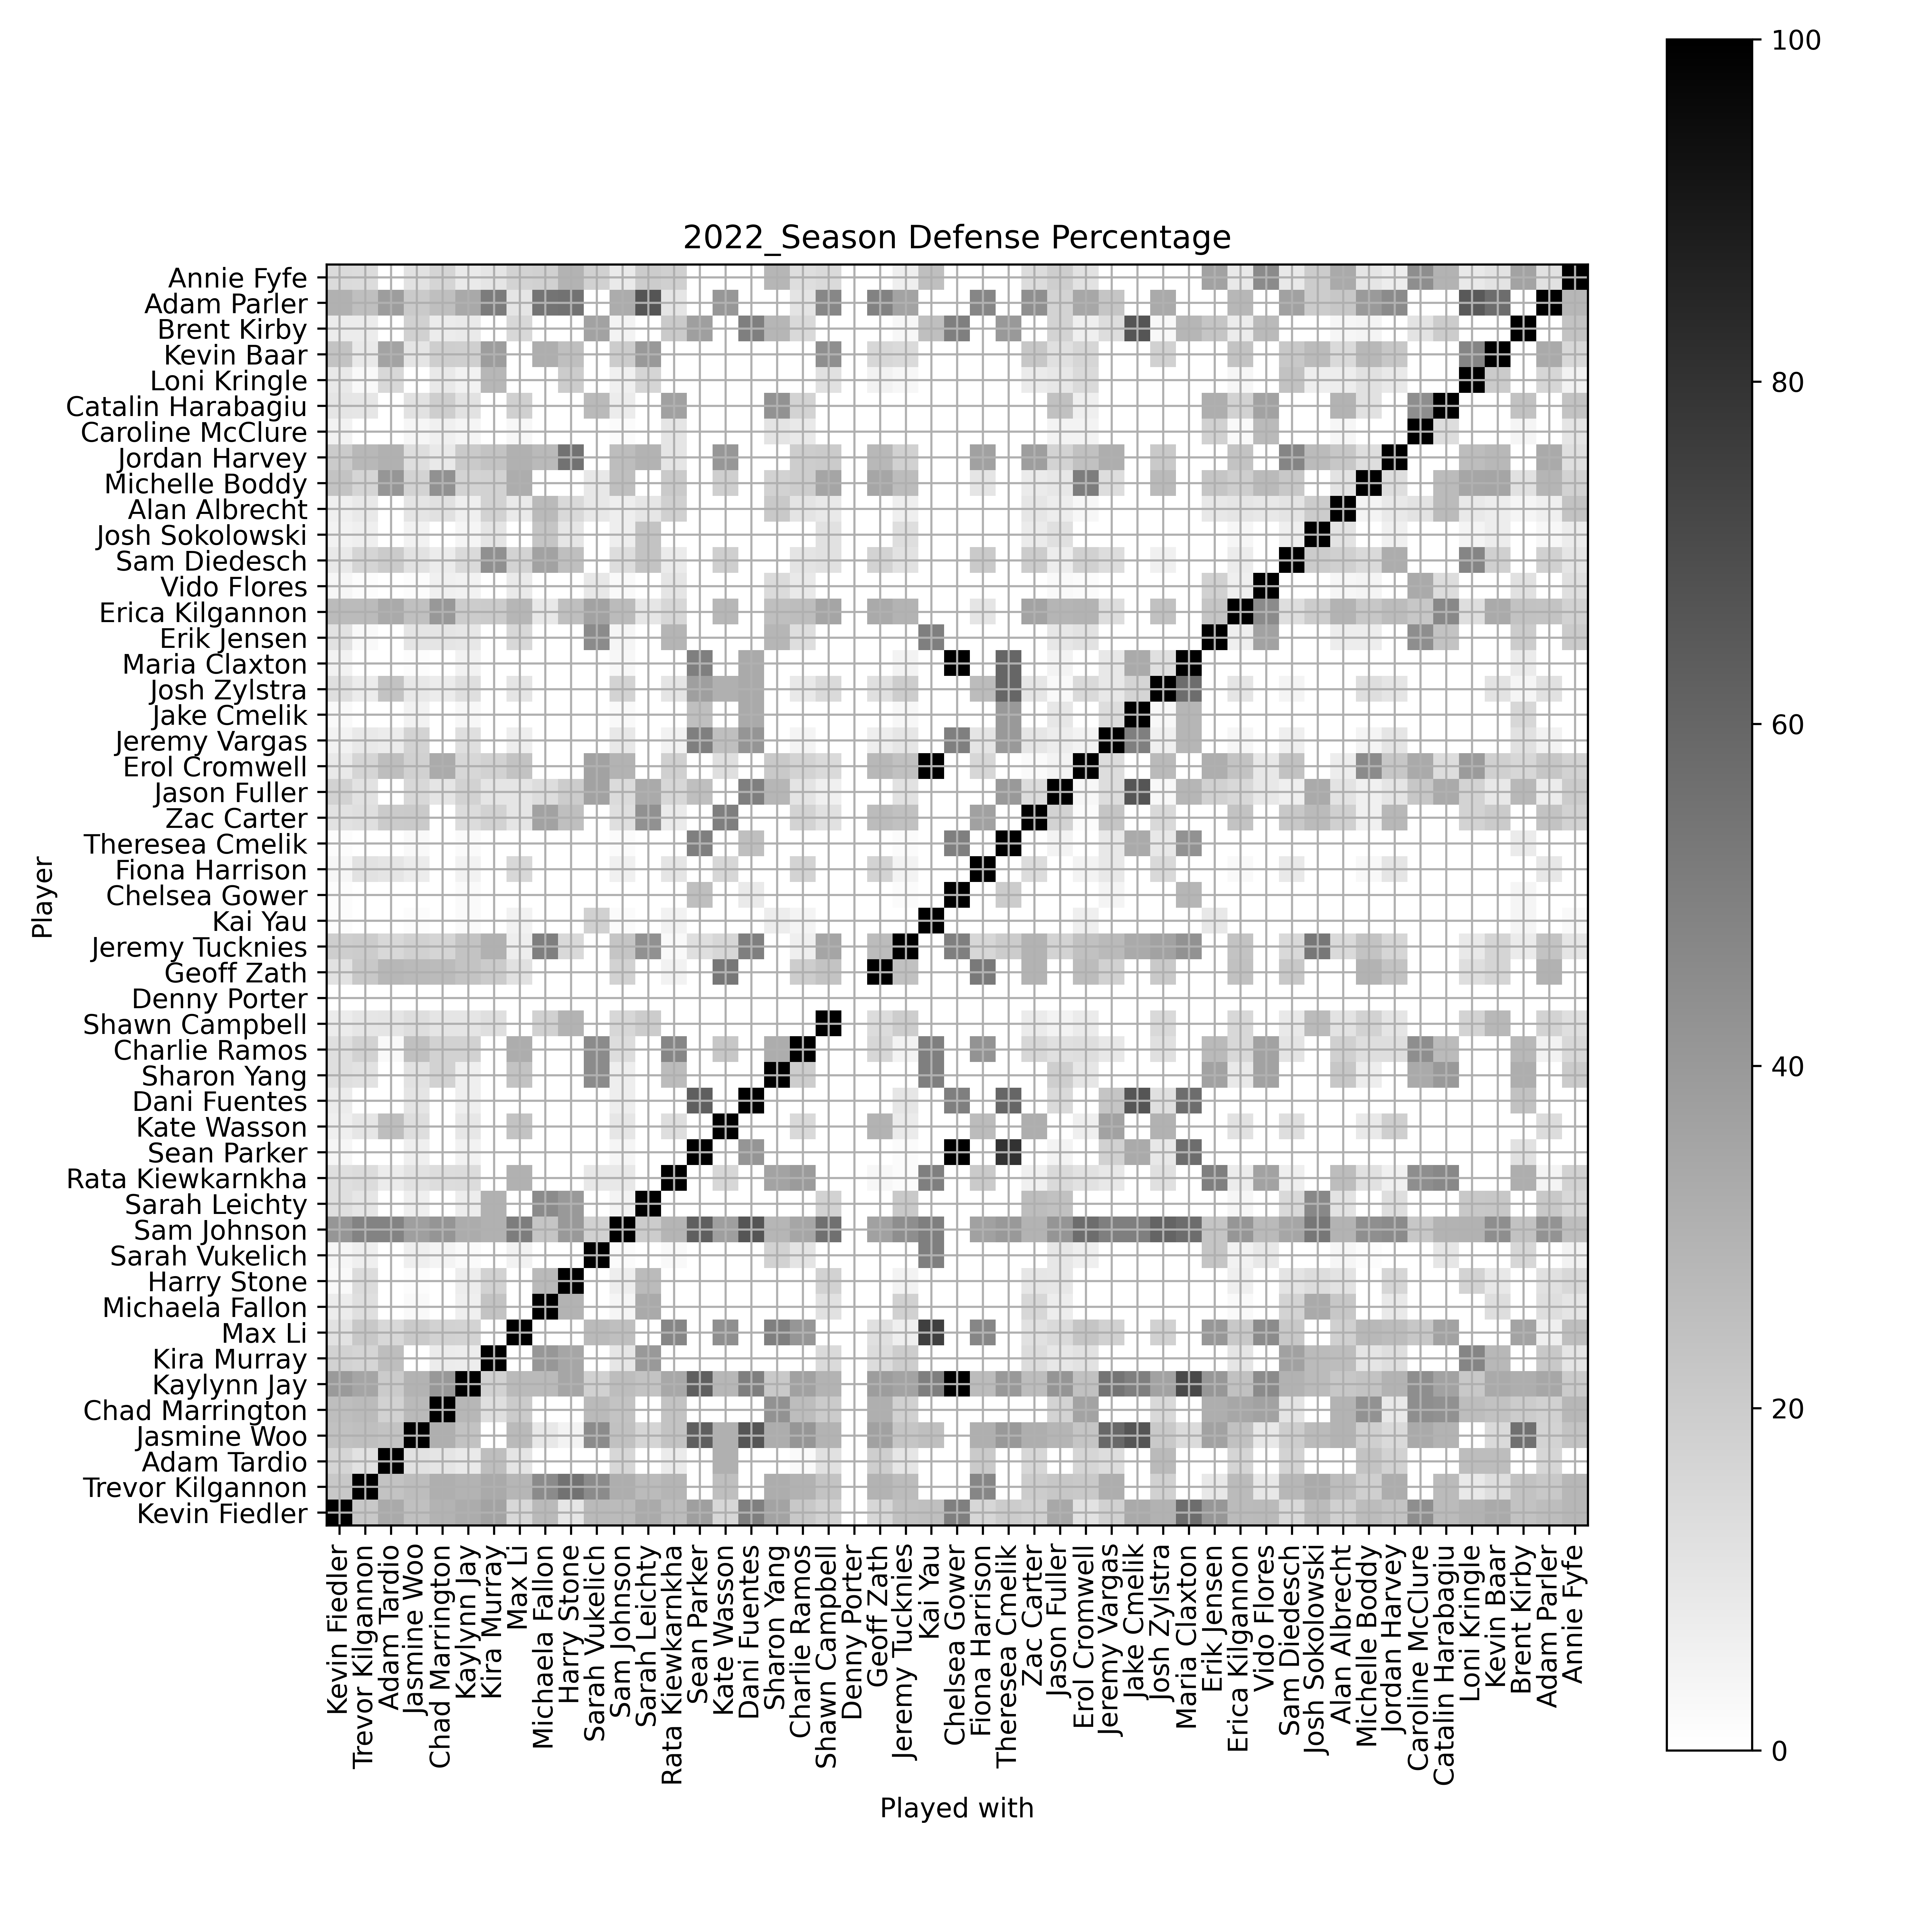 2022_Season Defense Percentage
Player
Annie Fyfe
Adam Parler
Brent Kirby
Kevin Baar
Loni Kringle
Catalin Harabagiu
Caroline McClure
Jordan Harvey
Michelle Boddy
Alan Albrecht
Josh Sokolowski
Sam Diedesch
Vido Flores
Erica Kilgannon
Erik Jensen
Maria Claxton
Josh Zylstra
Jake Cmelik
Jeremy Vargas
Erol Cromwell
Jason Fuller
Zac Carter
Theresea Cmelik
Fiona Harrison
Chelsea Gower
Kai Yau
Jeremy Tucknies
Geoff Zath
Denny Porter
Shawn Campbell
Charlie Ramos
Sharon Yang
Dani Fuentes
Kate Wasson
Sean Parker
Rata Kiewkarnkha
Sarah Leichty
Sam Johnson
Sarah Vukelich
Harry Stone
Michaela Fallon
Max Li
Kira Murray
Kaylynn Jay
Chad Marrington
Jasmine Woo
Adam Tardio
Trevor Kilgannon
Kevin Fiedler
Kevin Fiedler
Trevor Kilgannon
Adam Tardio
Jasmine Woo
Chad Marrington
Kaylynn Jay
Kira Murray
Max Li
Michaela Fallon
Harry Stone
Sarah Vukelich
Sam Johnson
Sarah Leichty
Rata Kiewkarnkha
Sean Parker
Kate Wasson
Dani Fuentes
Sharon Yang
Charlie Ramos
Shawn Campbell
Denny Porter
Geoff Zath
Jeremy Tucknies
Kai Yau
Chelsea Gower
Fiona Harrison
Theresea Cmelik
Zac Carter
Jason Fuller
Erol Cromwell
Jeremy Vargas
Jake Cmelik
Josh Zylstra
Maria Claxton
Erik Jensen
Erica Kilgannon
Vido Flores
Sam Diedesch
Josh Sokolowski
Alan Albrecht
Michelle Boddy
Jordan Harvey
Caroline McClure
Catalin Harabagiu
Loni Kringle
Kevin Baar
Brent Kirby
Adam Parler
Annie Fyfe
Played with
100
80
60
40
20
0